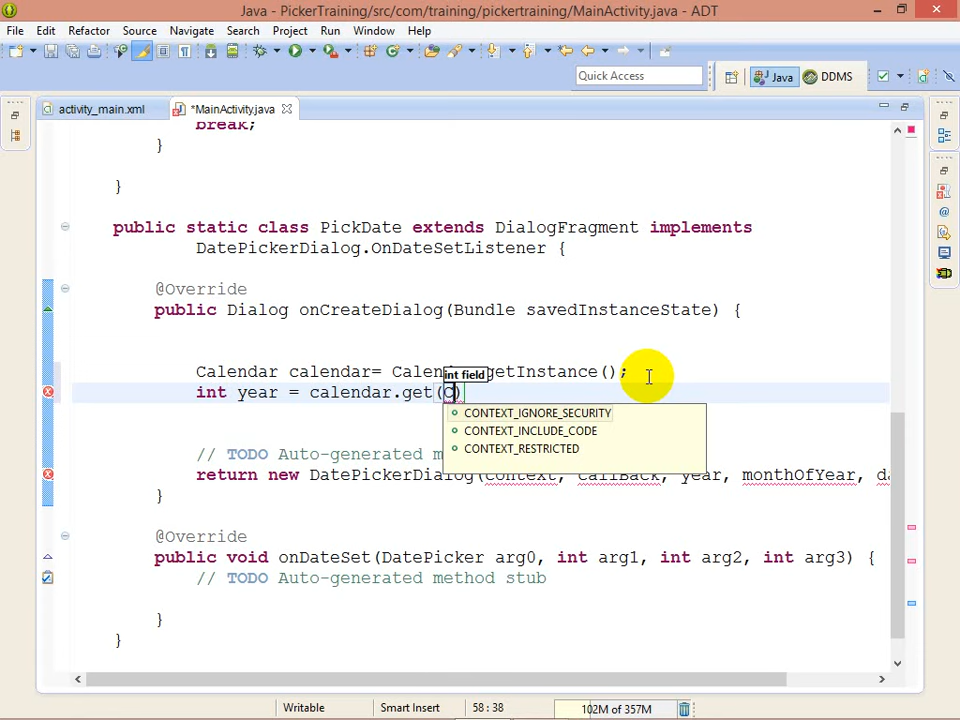 Java - PickerTraining/src/com/training/pickertraining/MainActivity.java - ADT
File Edit Refactor Source Navigate Search Project Run Window Help
Quick Access
Java
DDMS
activity_main.xml
*MainActivity.java
break;
}
}
public static class PickDate extends DialogFragment implements
DatePickerDialog.OnDateSetListener {
@Override
public Dialog onCreateDialog(Bundle savedInstanceState) {
Calendar calendar= Calen getInstance();
int field
int year = calendar.get(C)
CONTEXT_IGNORE_SECURITY
CONTEXT_INCLUDE_CODE
CONTEXT_RESTRICTED
// TODO Auto-generated m
return new DatePickerDialog(context, callBack, year, monthOfYear, da
}
@Override
public void onDateSet(DatePicker arg0, int arg1, int arg2, int arg3) {
// TODO Auto-generated method stub
}
}
Writable
Smart Insert
58 : 38
102M of 357M